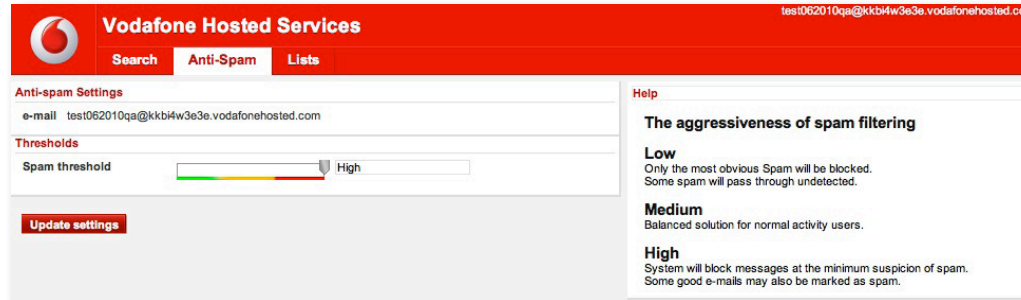 test062010qa@kkbi4w3e3e.vodafonehosted.co
Vodafone Hosted Services
Search Anti-Spam Lists
Anti-spam Settings
e-mail test062010qa@kkbi4w3e3e.vodafonehosted.com
Thresholds
Spam threshold High
Update settings
Help
The aggressiveness of spam filtering
Low
Only the most obvious Spam will be blocked.
Some spam will pass through undetected.
Medium
Balanced solution for normal activity users.
High
System will block messages at the minimum suspicion of spam.
Some good e-mails may also be marked as spam.